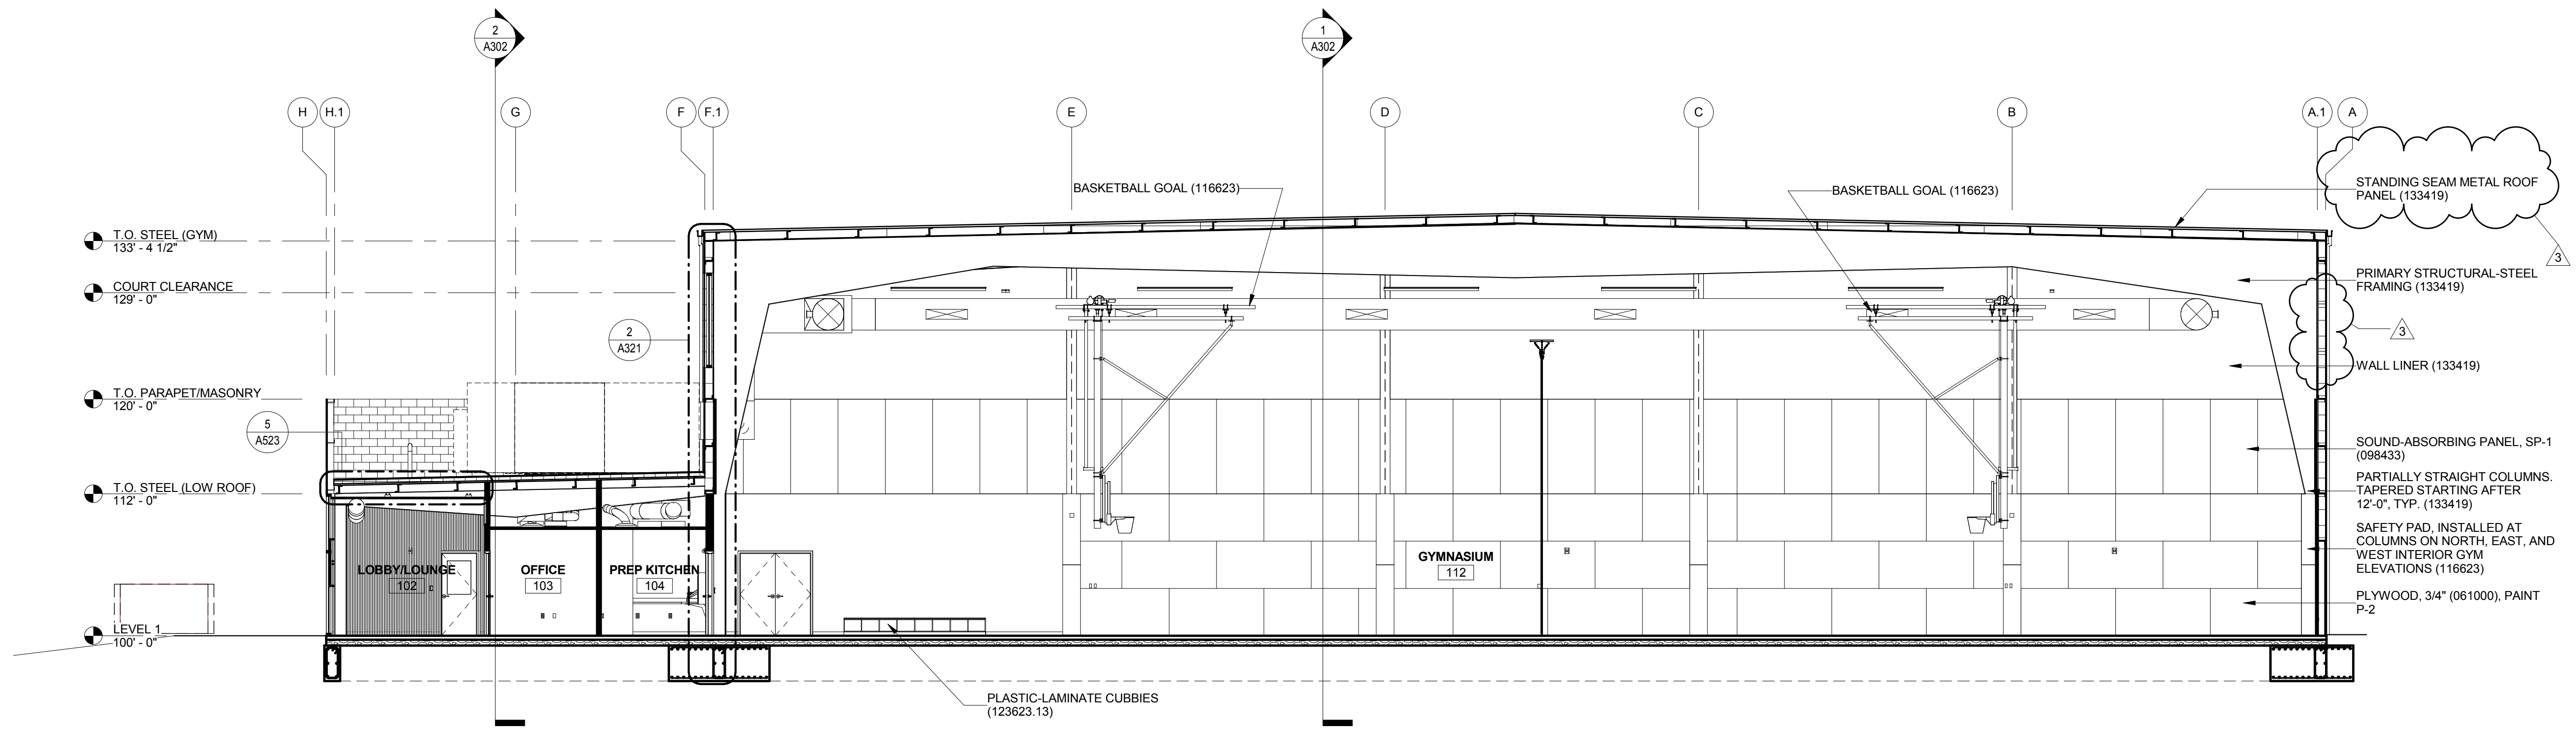 2
A302
1
A302
H
H.1
G
F
F.1
E
D
C
B
A.1
A
BASKETBALL GOAL (116623)
BASKETBALL GOAL (116623)
STANDING SEAM METAL ROOF
PANEL (133419)
3
T.O. STEEL (GYM)
133' - 4 1/2"
COURT CLEARANCE
129' - 0"
PRIMARY STRUCTURAL-STEEL
FRAMING (133419)
3
2
A321
WALL LINER (133419)
T.O. PARAPET/MASONRY
120' - 0"
5
A523
SOUND-ABSORBING PANEL, SP-1
(098433)
PARTIALLY STRAIGHT COLUMNS.
TAPERED STARTING AFTER
12'-0", TYP. (133419)
T.O. STEEL (LOW ROOF)
112' - 0"
SAFETY PAD, INSTALLED AT
COLUMNS ON NORTH, EAST, AND
WEST INTERIOR GYM
ELEVATIONS (116623)
LOBBY/LOUNGE
102
OFFICE
103
PREP KITCHEN
104
GYMNASIUM
112
PLYWOOD, 3/4" (061000), PAINT
P-2
LEVEL 1
100' - 0"
PLASTIC-LAMINATE CUBBIES
(123623.13)